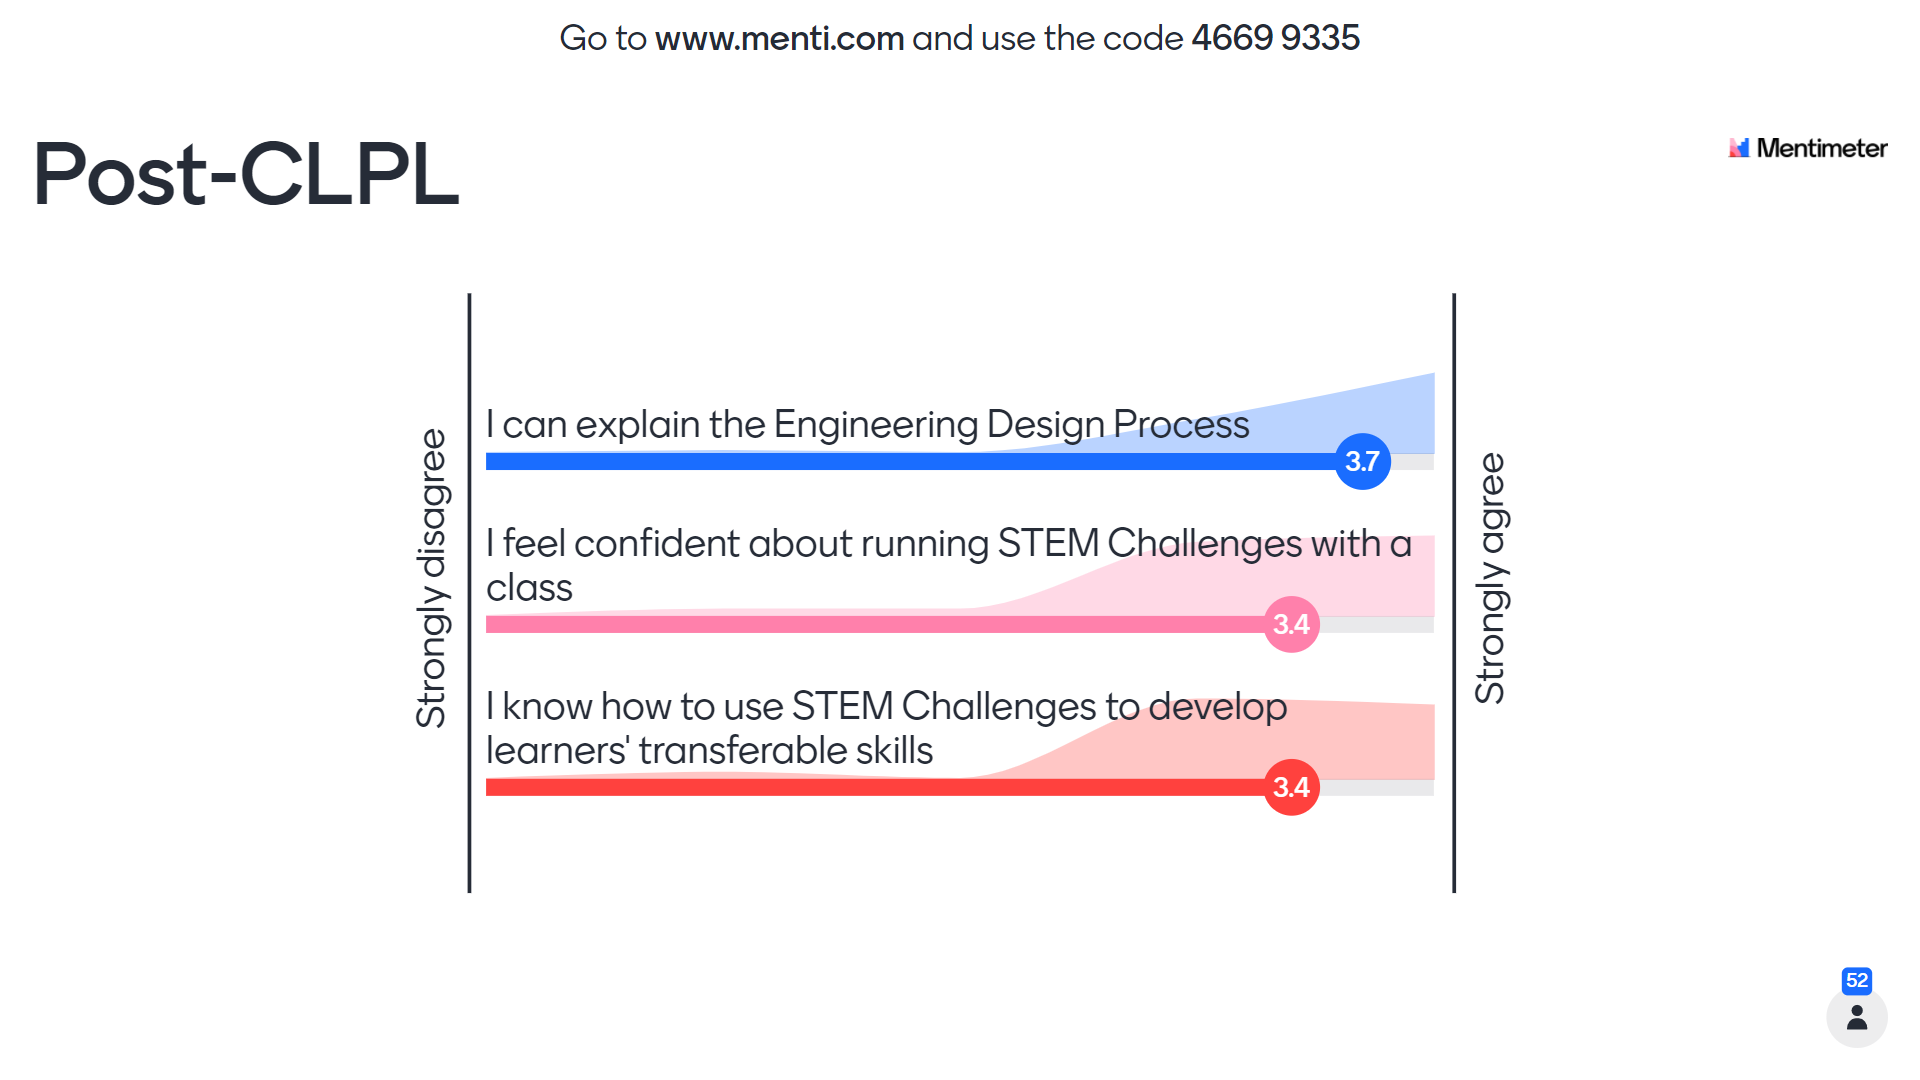 Go to www.menti.com and use the code 4669 9335
Post-CLPL
Mentimeter
Strongly disagree
I can explain the Engineering Design Process
3.7
I feel confident about running STEM Challenges with a
class
3.4
I know how to use STEM Challenges to develop
learners' transferable skills
3.4
Strongly agree
52